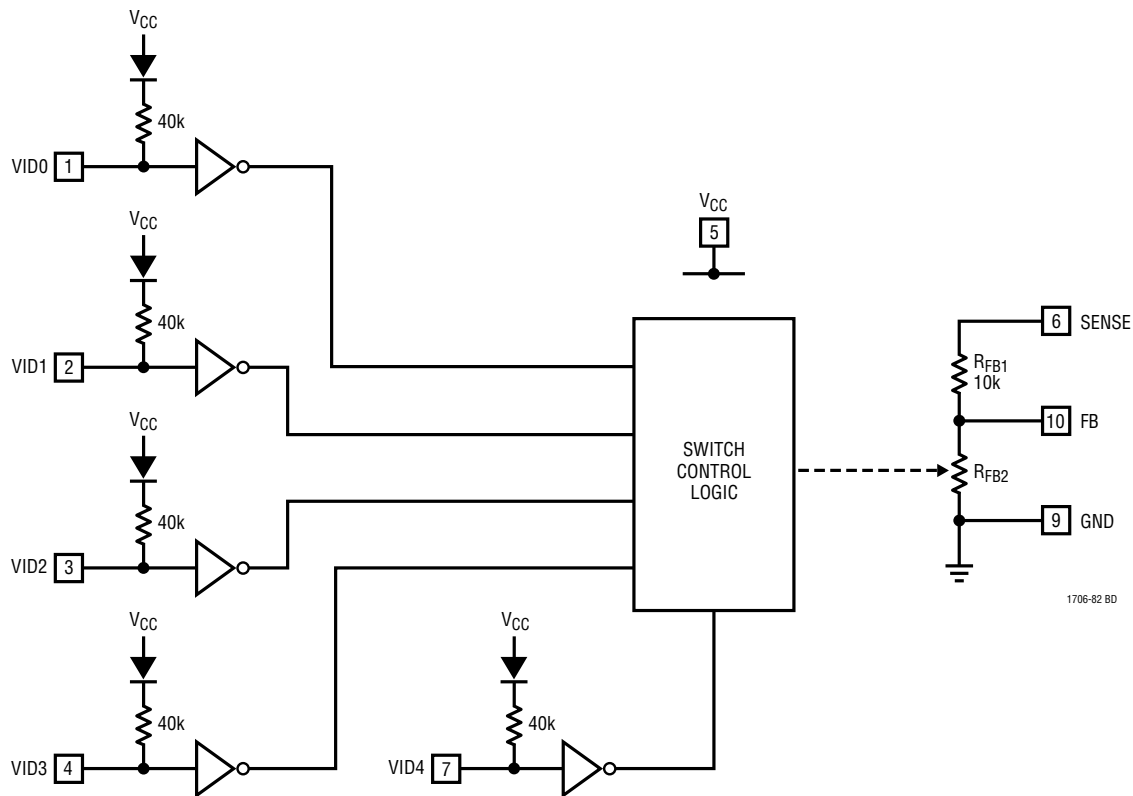 VCC
40k
VID0 1
VCC
40k
VID1 2
VCC
40k
VID2 3
VCC
40k
VID3 4
VCC
40k
VID4 7
VCC
5
SWITCH
CONTROL
LOGIC
6 SENSE
RFB1
10k
10 FB
RFB2
9 GND
1706-82 BD